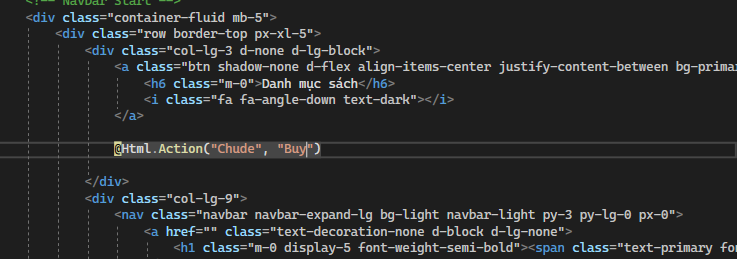 <!-- Navbar Start -->
<div class="container-fluid mb-5">
<div class="row border-top px-xl-5">
<div class="col-lg-3 d-none d-lg-block">
<a class="btn shadow-none d-flex align-items-center justify-content-between bg-primar
<h6 class="m-0">Danh mục sách</h6>
<i class="fa fa-angle-down text-dark"></i>
</a>
@Html.Action("Chude", "Buy")
</div>
<div class="col-lg-9">
<nav class="navbar navbar-expand-lg bg-light navbar-light py-3 py-lg-0 px-0">
<a href="" class="text-decoration-none d-block d-lg-none">
<h1 class="m-0 display-5 font-weight-semi-bold"><span class="text-primary fo